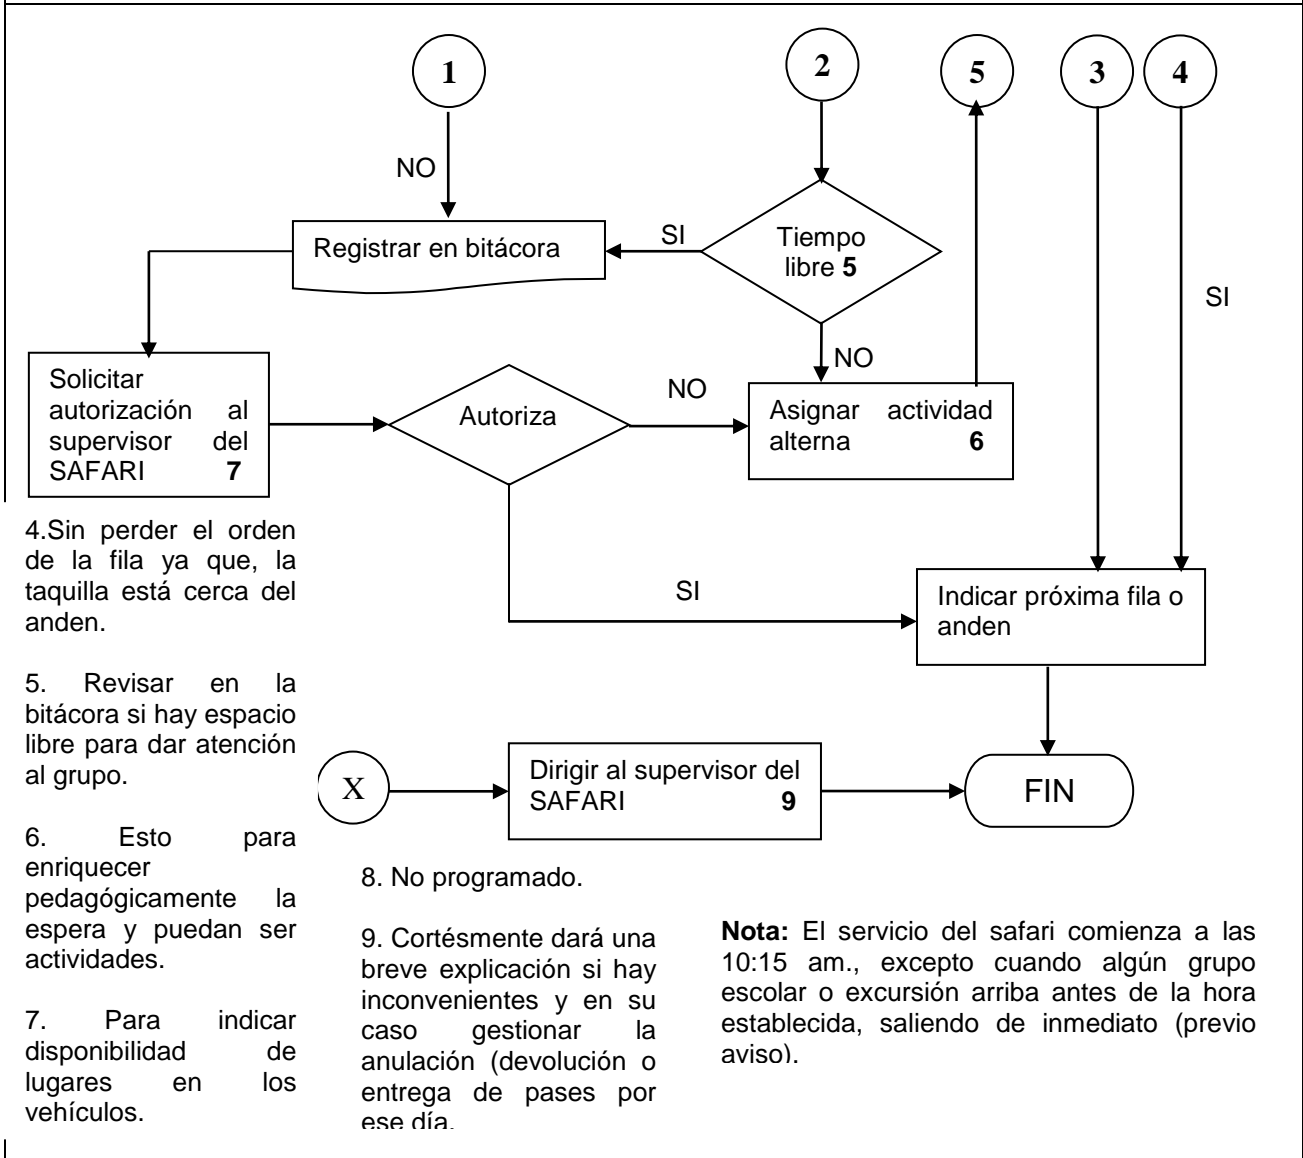 1
2
5
3
4
NO
Registrar en bitácora
SI
Tiempo
libre 5
SI
NO
Solicitar
autorización al
supervisor del
SAFARI 7
Autoriza
NO
Asignar actividad
alterna 6
SI
Indicar próxima fila o
anden
4.Sin perder el orden
de la fila ya que, la
taquilla está cerca del
anden.
5. Revisar en la
bitácora si hay espacio
libre para dar atención
al grupo.
6. Esto para
enriquecer
pedagógicamente la
espera y puedan ser
actividades.
7. Para indicar
disponibilidad de
lugares en los
vehículos.
X
Dirigir al supervisor del
SAFARI 9
FIN
8. No programado.
9. Cortésmente dará una
breve explicación si hay
inconvenientes y en su
caso gestionar la
anulación (devolución o
entrega de pases por
ese día.
Nota: El servicio del safari comienza a las
10:15 am., excepto cuando algún grupo
escolar o excursión arriba antes de la hora
establecida, saliendo de inmediato (previo
aviso).